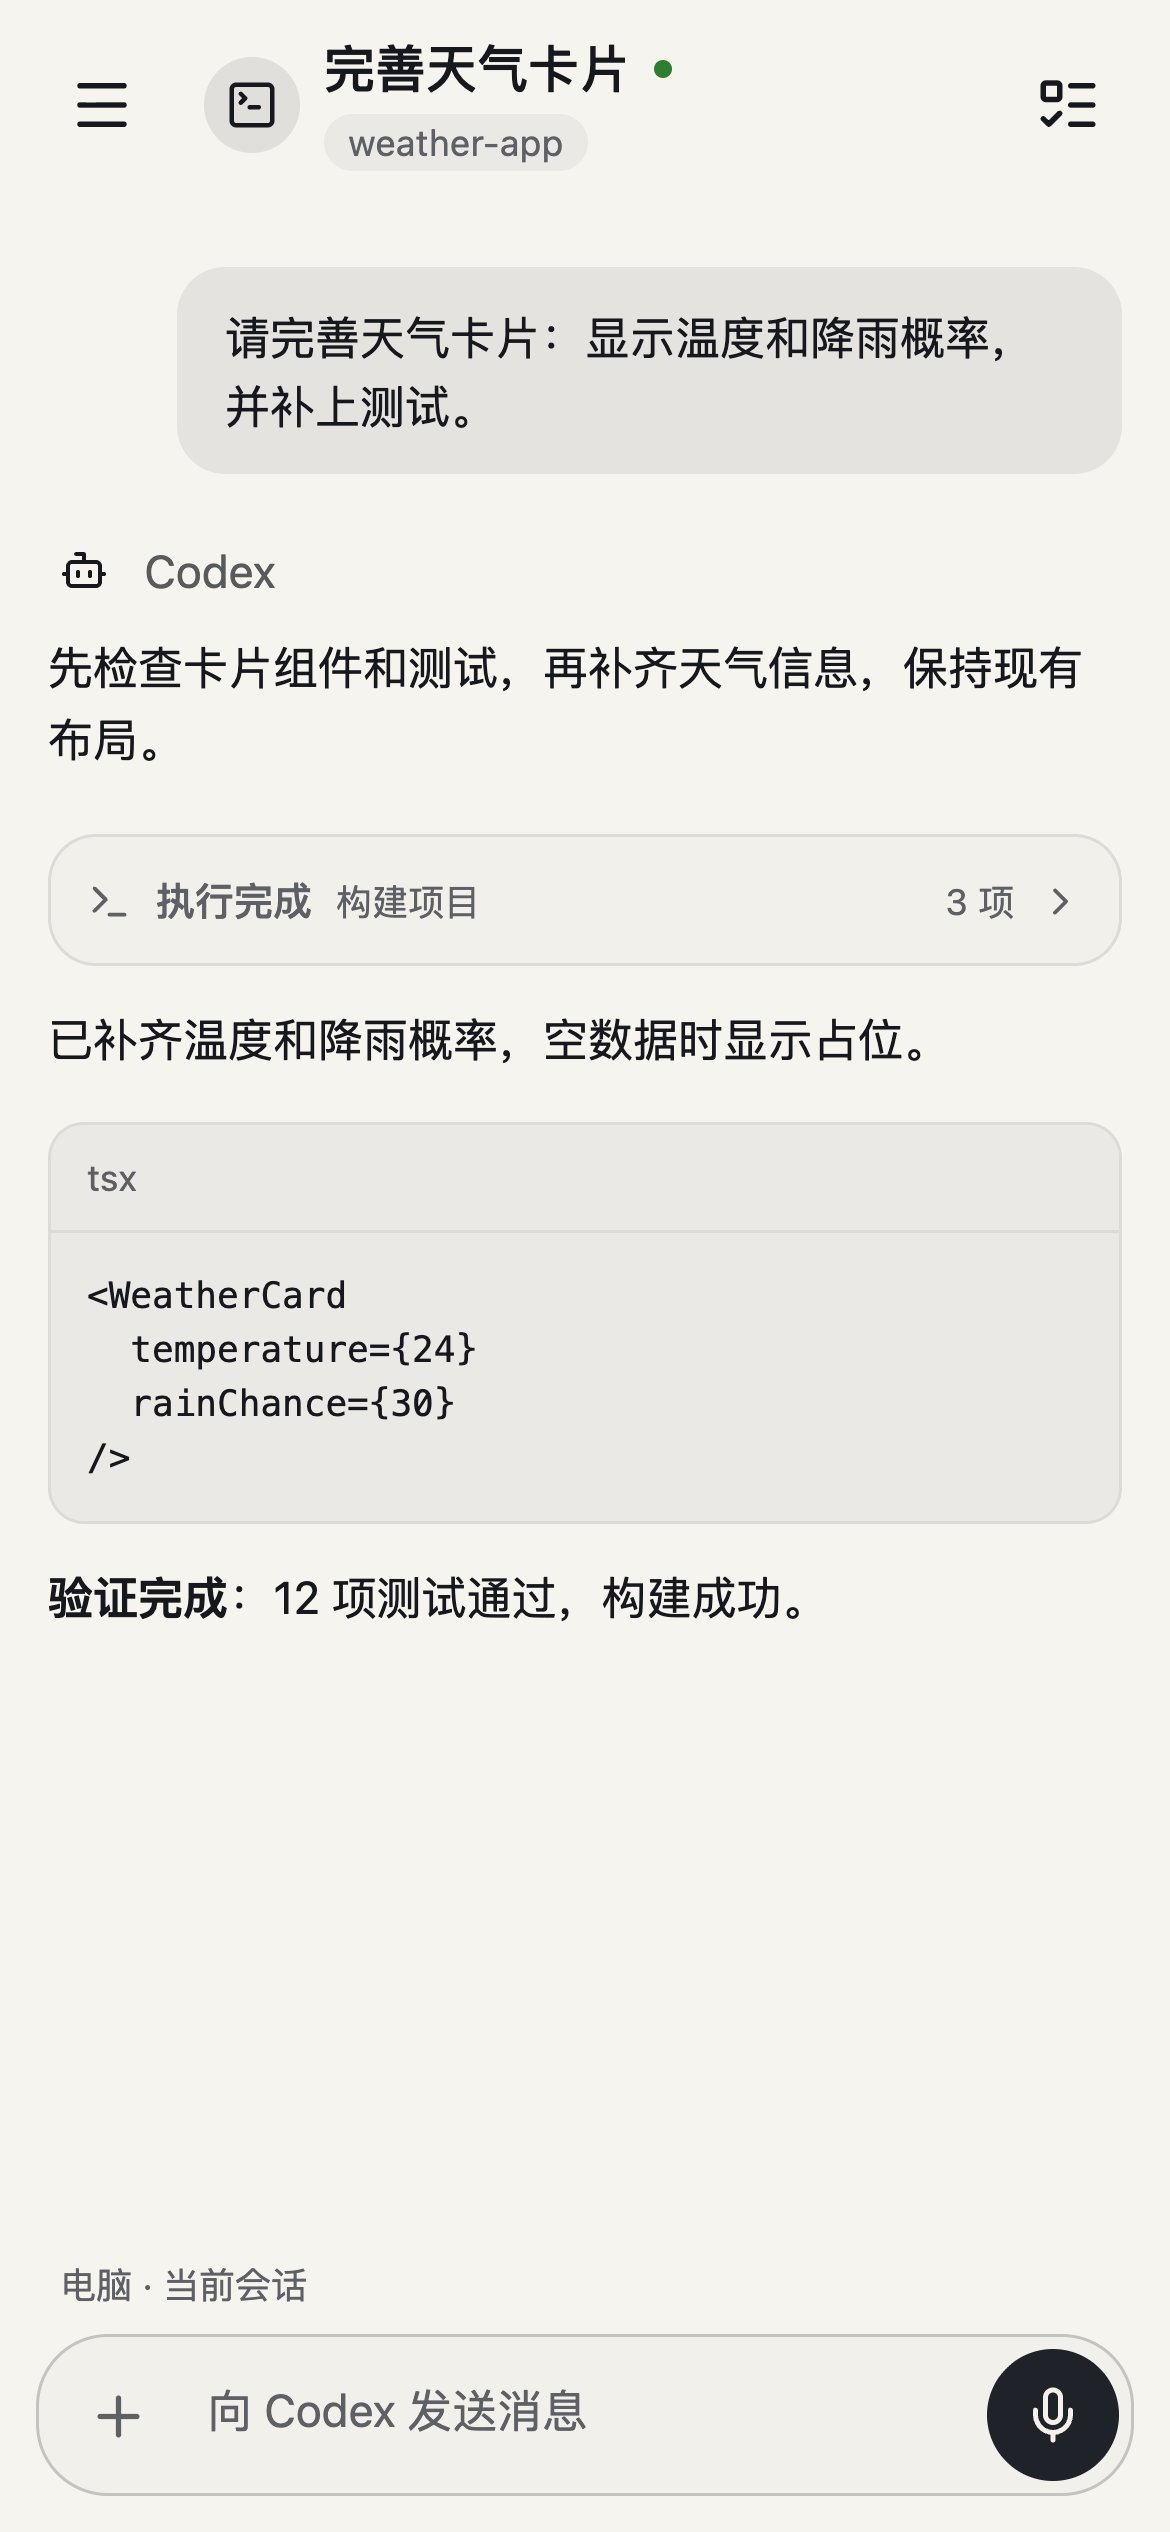 完善天气卡片
weather-app
请完善天气卡片：显示温度和降雨概率，
并补上测试。
Codex
先检查卡片组件和测试，再补齐天气信息，保持现有
布局。
执行完成 构建项目 3 项
已补齐温度和降雨概率，空数据时显示占位。
tsx
<WeatherCard
  temperature={24}
  rainChance={30}
/>
验证完成：12 项测试通过，构建成功。
电脑 · 当前会话
向 Codex 发送消息